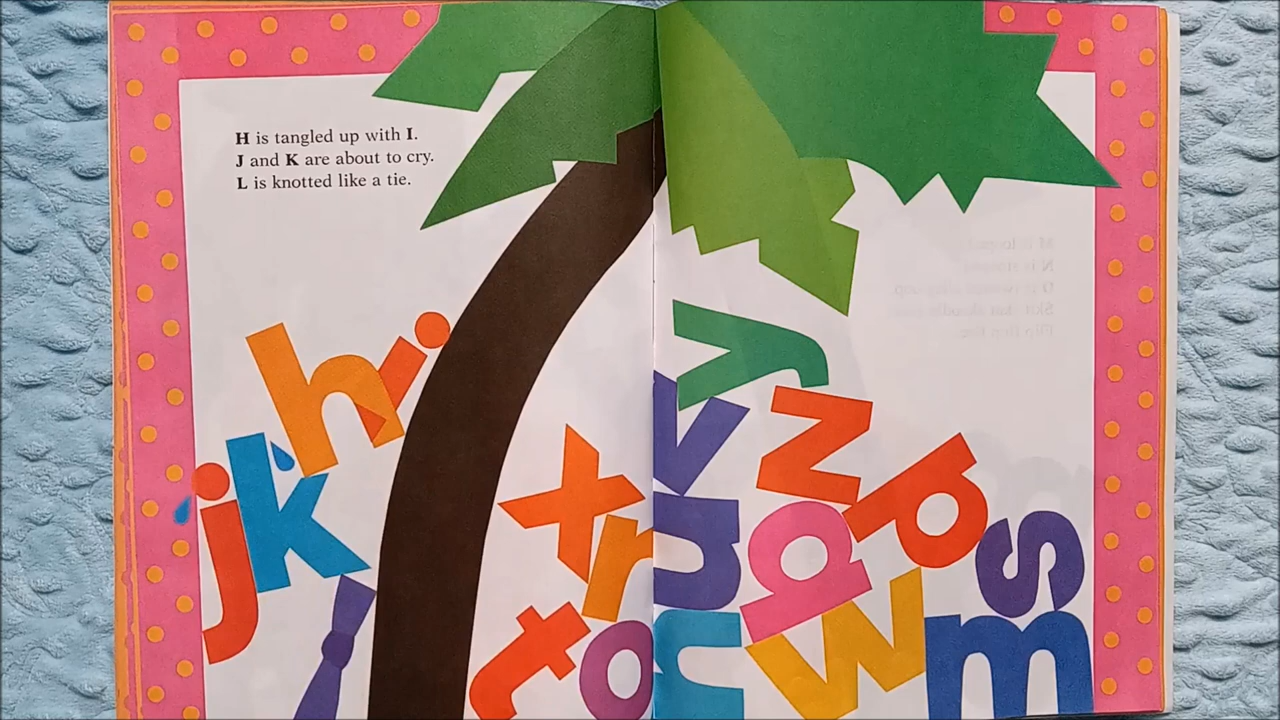 H is tangled up with I.
J and K are about to cry.
L is knotted like a tie.
h i
j k
l
y
v z
x p
r u q s
t o n w m